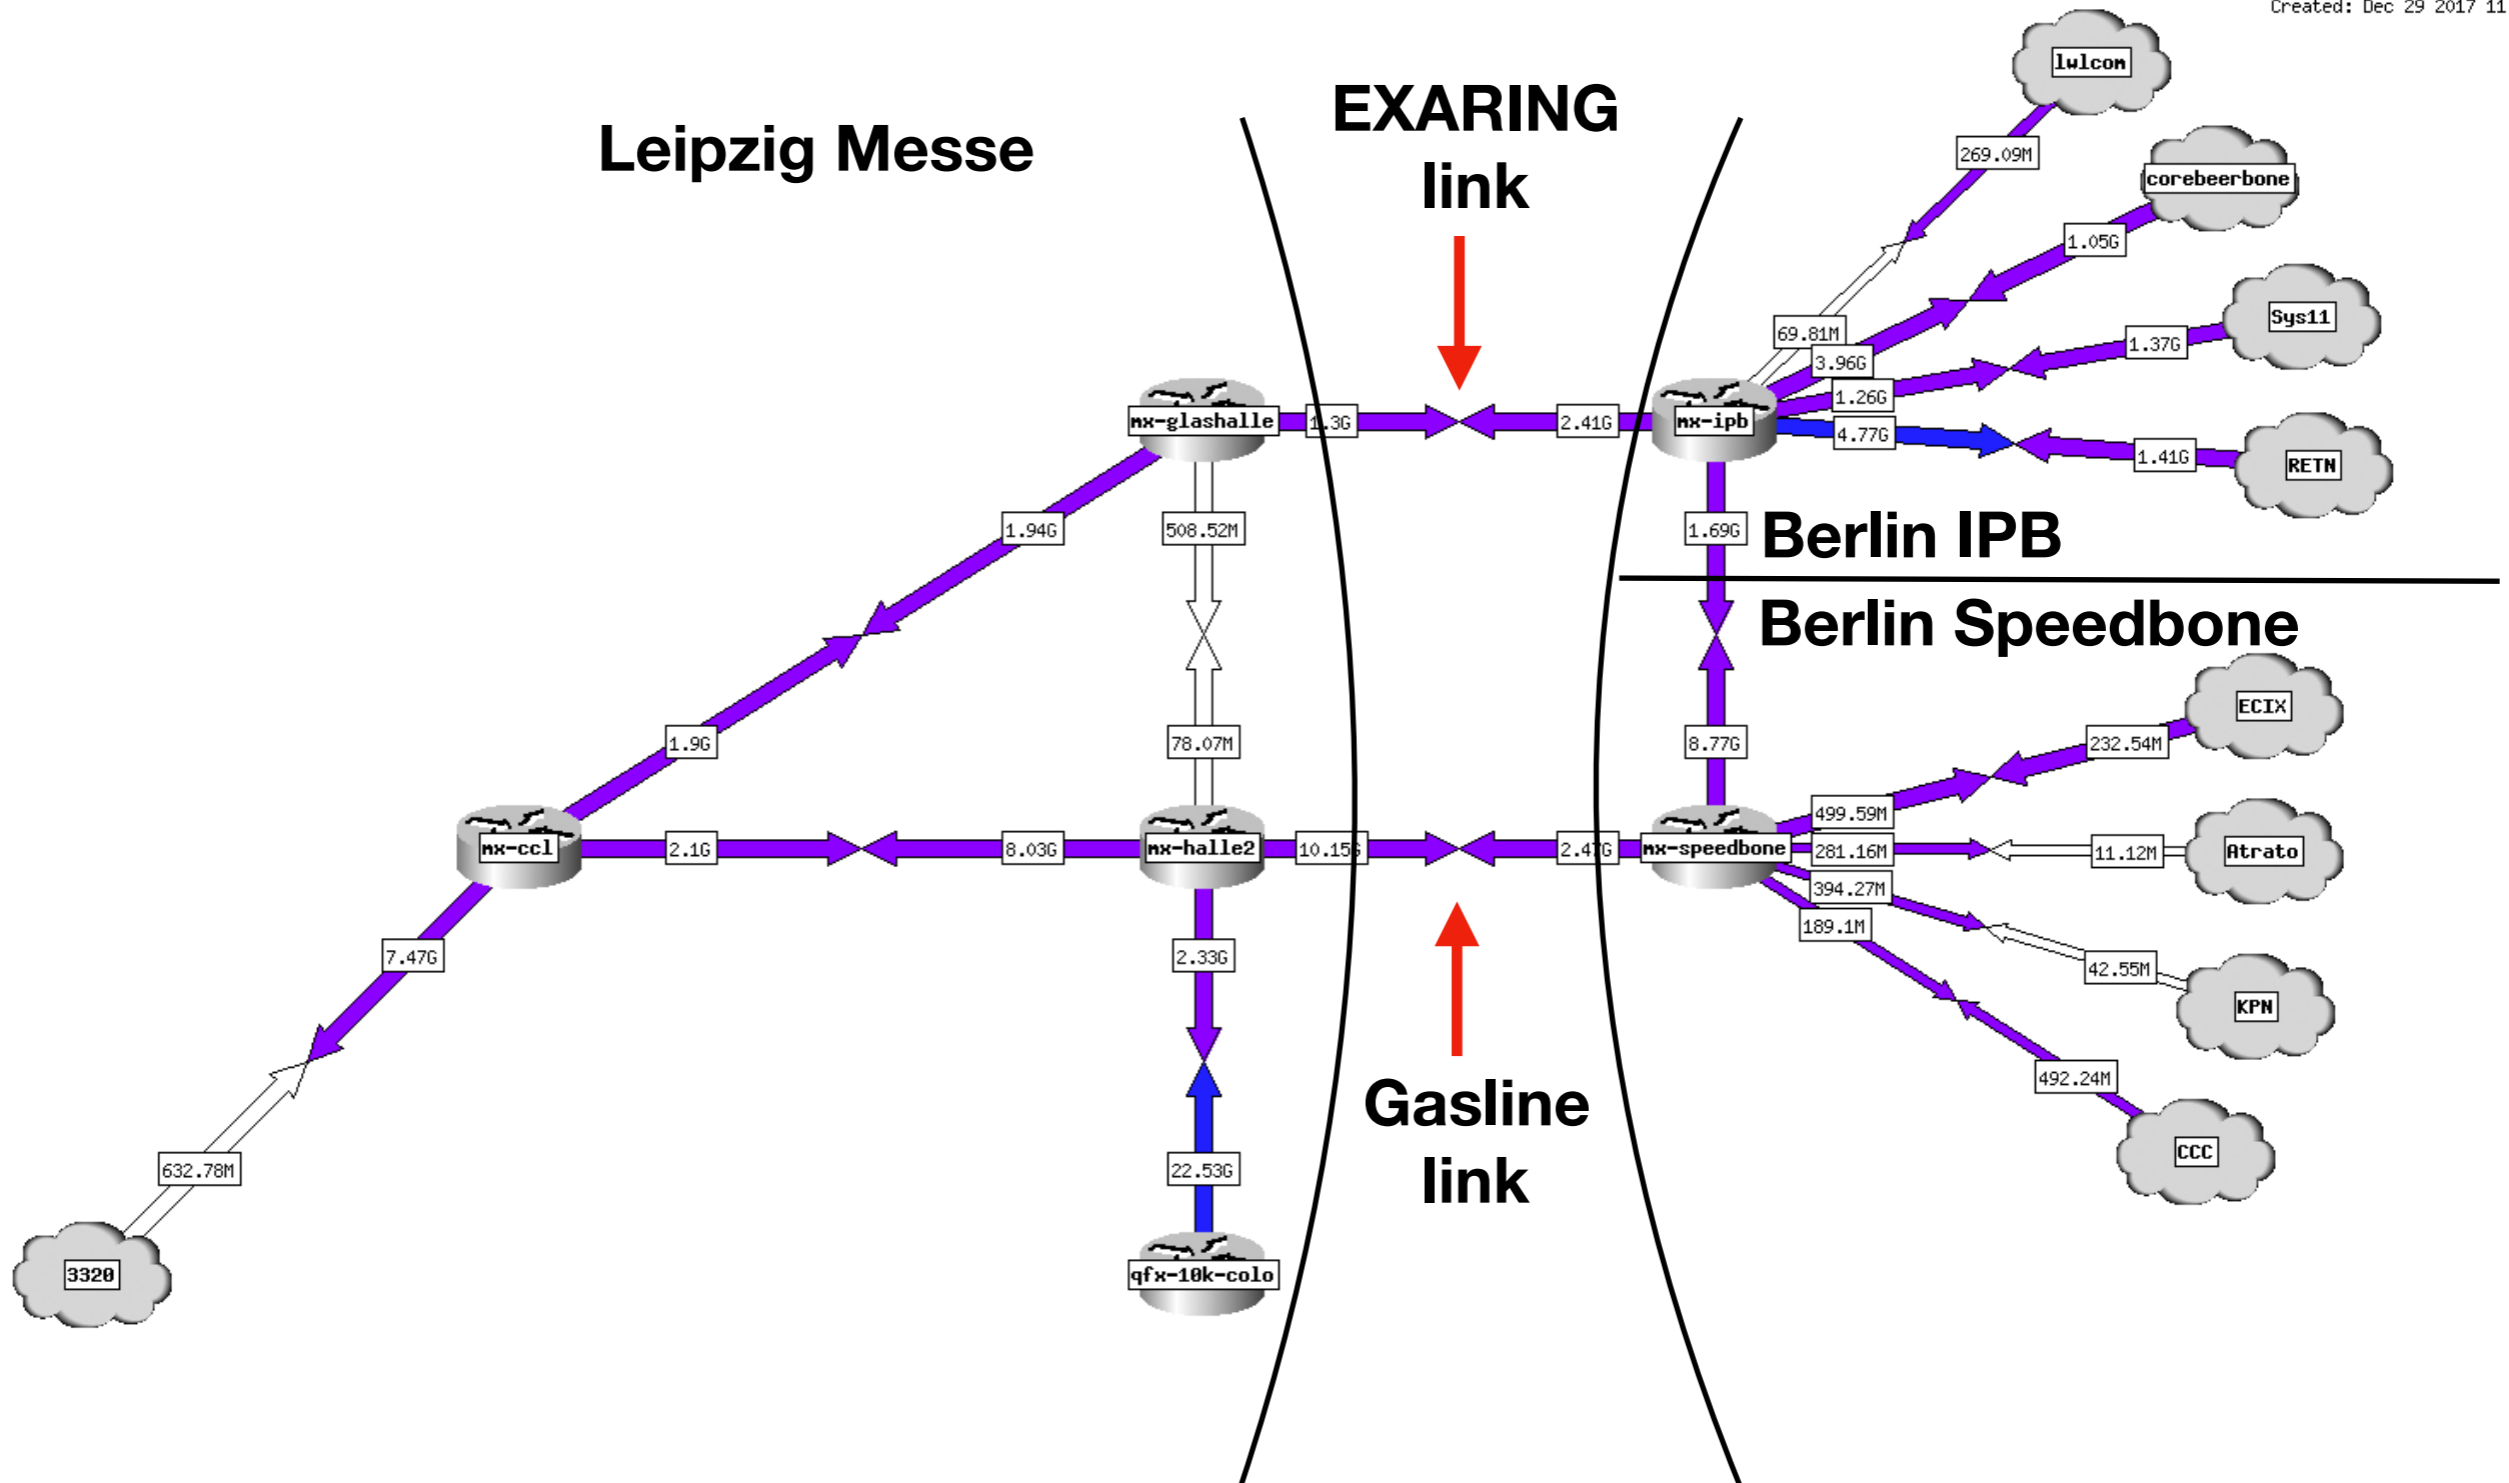 Created: Dec 29 2017 11
lwlcom
EXARING
link
Leipzig Messe
269.09M
corebeerbone
1.05G
Sys11
69.81M
1.37G
3.96G
1.26G
mx-glashalle
1.3G
2.41G
mx-ipb
4.77G
1.41G
RETN
1.94G
508.52M
1.69G
Berlin IPB
Berlin Speedbone
ECIX
1.9G
78.07M
8.77G
232.54M
499.59M
mx-ccl
2.1G
8.03G
mx-halle2
10.15G
2.47G
mx-speedbone
281.16M
11.12M
Atrato
394.27M
189.1M
7.47G
2.33G
42.55M
KPN
492.24M
Gasline
link
CCC
632.78M
22.53G
3320
qfx-10k-colo